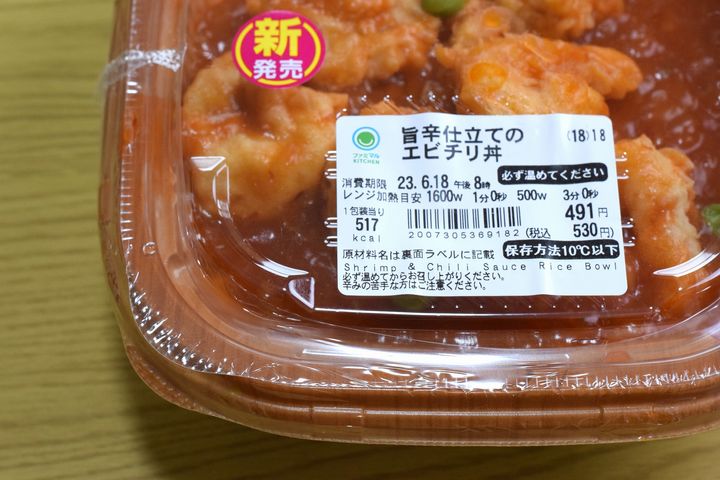 新
発売
旨辛仕立ての (18) 18
エビチリ丼
ファミマル
KITCHEN
必ず温めてください
消費期限 23. 6.18 午後 8時
レンジ加熱目安 1600w 1分0秒 500w 3分0秒
1包装当り
517
kcal
491円
2007305369182 (税込 530円)
原材料名は裏面ラベルに記載 保存方法10℃以下
Shrimp & Chili Sauce Rice Bowl
必ず温めてからお召し上がりください。
辛みの苦手な方はご注意ください。